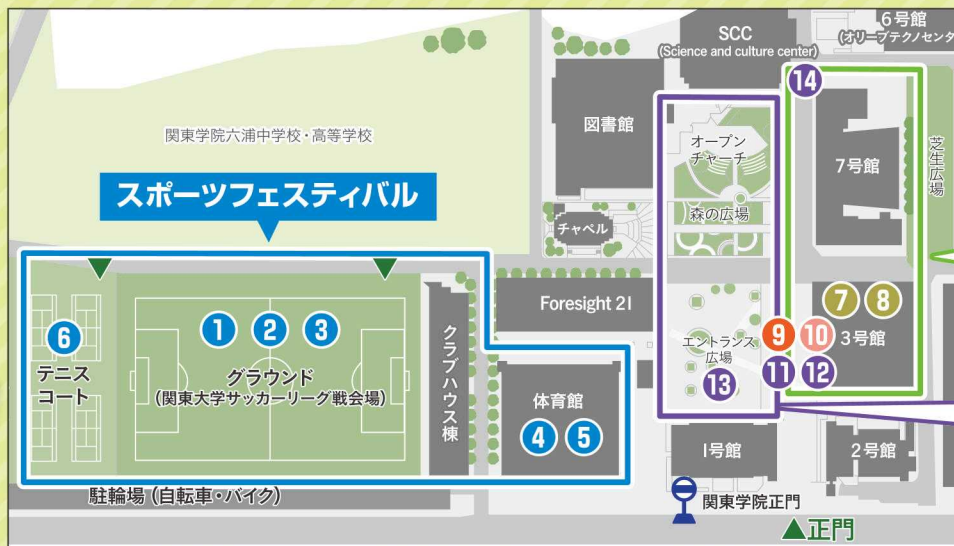 6号館
(オリーブテクノセンタ
SCC
(Science and culture center)
14
図書館
オープン
チャーチ
7号館
芝生広場
関東学院六浦中学校・高等学校
スポーツフェスティバル
チャペル
森の広場
Foresight 21
7 8
6
テニス
コート
1 2 3
グラウンド
(関東大学サッカーリーグ戦会場)
クラブハウス棟
体育館
4 5
エントランス
広場
13
9 10
3号館
11 12
1号館
2号館
駐輪場(自転車・バイク)
関東学院正門
正門